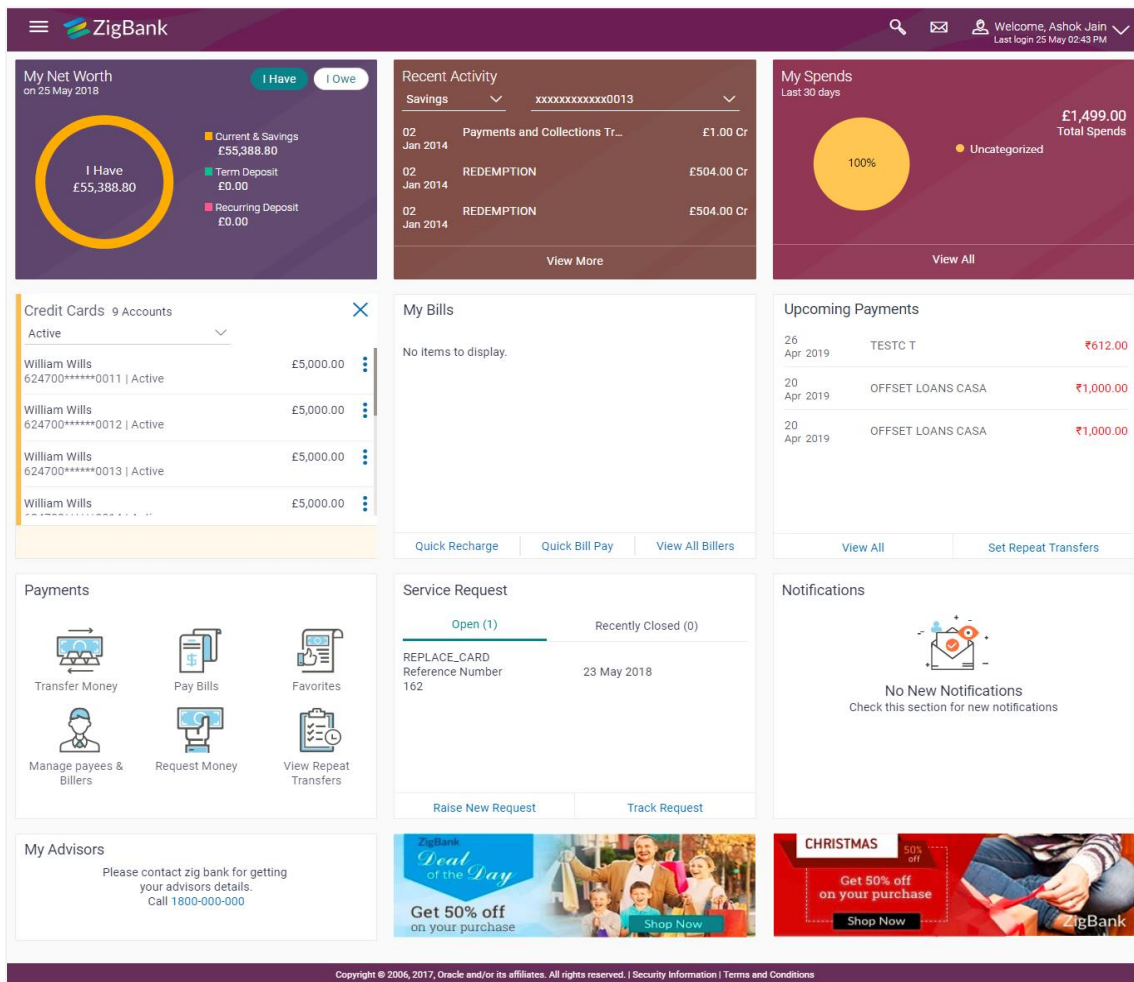 ZigBank
Welcome, Ashok Jain
Last login 25 May 02:43 PM
My Net Worth
on 25 May 2018
I Have
I Owe
I Have
£55,388.80
Current & Savings
£55,388.80
Term Deposit
£0.00
Recurring Deposit
£0.00
Recent Activity
Savings xxxxxxxxxxxx0013
02 Payments and Collections Tr... £1.00 Cr
Jan 2014
02 REDEMPTION £504.00 Cr
Jan 2014
02 REDEMPTION £504.00 Cr
Jan 2014
View More
My Spends
Last 30 days
£1,499.00
Total Spends
100%
Uncategorized
View All
Credit Cards 9 Accounts
Active
William Wills £5,000.00
624700******0011 | Active
William Wills £5,000.00
624700******0012 | Active
William Wills £5,000.00
624700******0013 | Active
William Wills £5,000.00
My Bills
No items to display.
Quick Recharge Quick Bill Pay View All Billers
Upcoming Payments
26 TESTC T ₹612.00
Apr 2019
20 OFFSET LOANS CASA ₹1,000.00
Apr 2019
20 OFFSET LOANS CASA ₹1,000.00
Apr 2019
View All Set Repeat Transfers
Payments
Transfer Money
Pay Bills
Favorites
Manage payees &
Billers
Request Money
View Repeat
Transfers
Service Request
Open (1) Recently Closed (0)
REPLACE_CARD
Reference Number 23 May 2018
162
Raise New Request Track Request
Notifications
No New Notifications
Check this section for new notifications
My Advisors
Please contact zig bank for getting
your advisors details.
Call 1800-000-000
ZigBank
Deal
of the Day
Get 50% off
on your purchase
Shop Now
CHRISTMAS
50%
off
Get 50% off
on your purchase
Shop Now
ZigBank
Copyright © 2006, 2017, Oracle and/or its affiliates. All rights reserved. | Security Information | Terms and Conditions